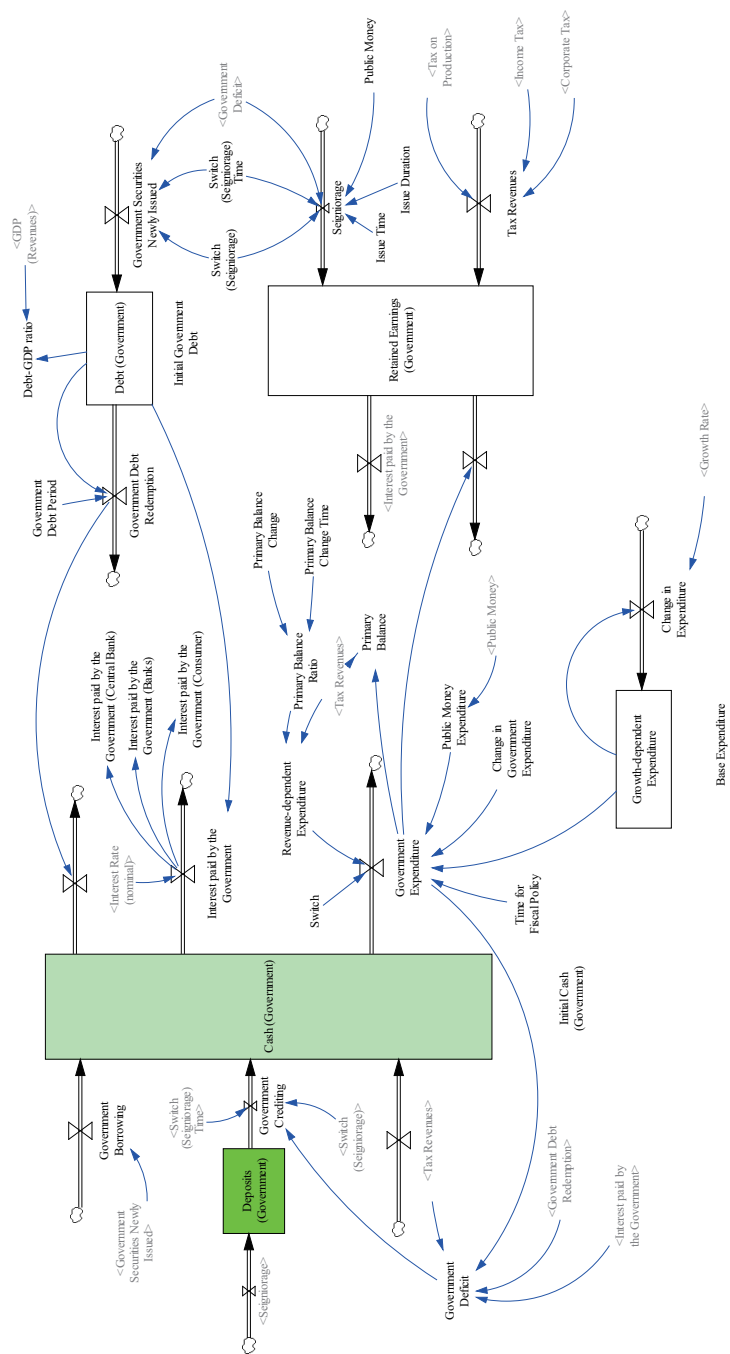 <GDP
(Revenues)>
Debt-GDP ratio
Government
Debt Period
Debt (Government)
Government Securities
Newly Issued
Government Debt
Redemption
Initial Government
Debt
Interest paid by the
Government (Central Bank)
Interest paid by the
Government (Banks)
Interest paid by the
Government (Consumer)
<Interest Rate
(nominal)>
Interest paid by the
Government
Government
Borrowing
<Government
Securities Newly
Issued>
<Switch
(Seigniorage)
Time>
Government
Crediting
<Switch
(Seigniorage)>
Deposits
(Government)
<Seigniorage>
Cash (Government)
Switch
(Seigniorage)
Switch
(Seigniorage)
Time
<Government
Deficit>
Primary Balance
Change
Primary Balance
Change Time
Primary Balance
Ratio
<Tax Revenues>
Primary
Balance
Revenue-dependent
Expenditure
Switch
Government
Expenditure
Seigniorage
Public Money
Issue Time
Issue Duration
Retained Earnings
(Government)
<Interest paid by the
Government>
<Tax on
Production>
Tax Revenues
<Income Tax>
<Corporate Tax>
<Tax Revenues>
Government
Deficit
<Government Debt
Redemption>
<Interest paid by
the Government>
Public Money
Expenditure
<Public Money>
Change in
Government
Expenditure
Time for
Fiscal Policy
Initial Cash
(Government)
Growth-dependent
Expenditure
Change in
Expenditure
<Growth Rate>
Base Expenditure